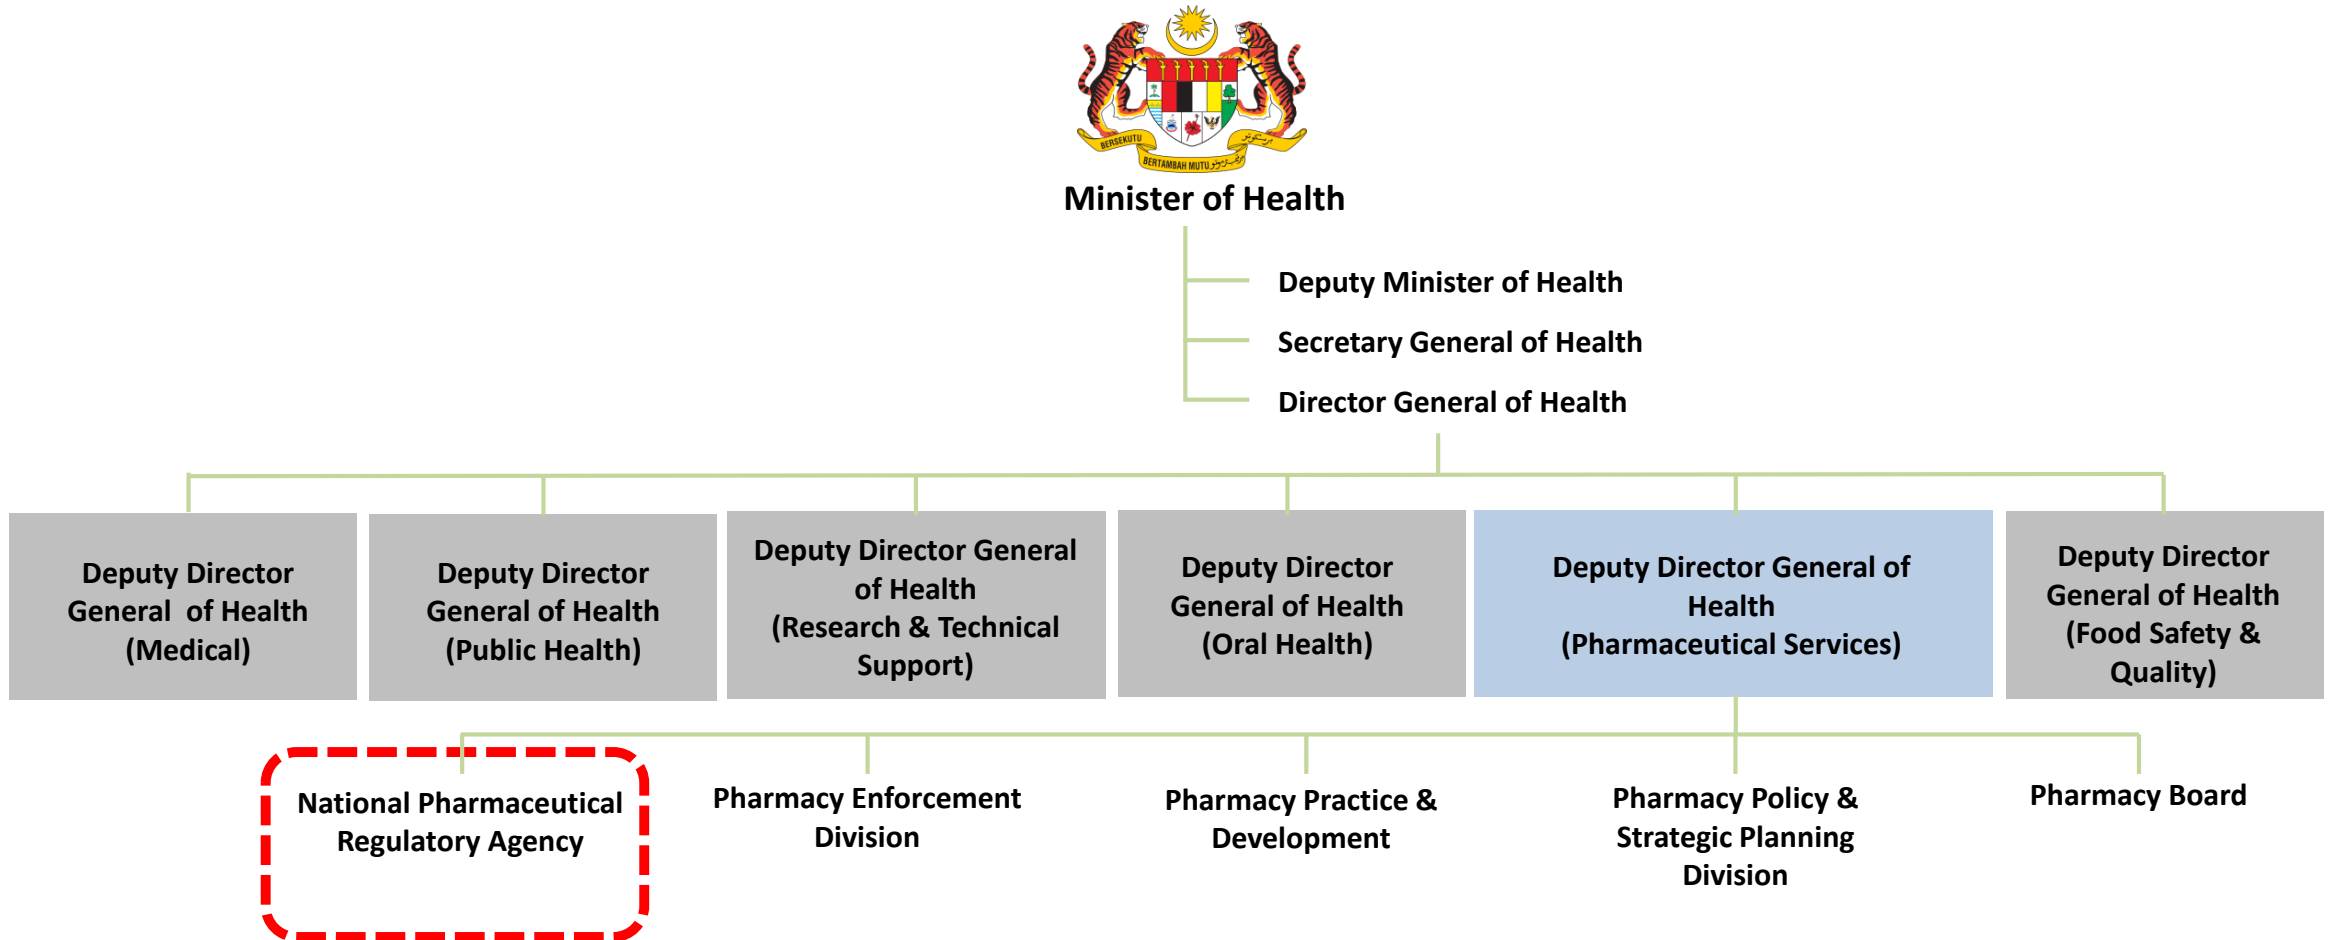 BERSEKUTU
BERTAMBAH MUTU
Minister of Health
Deputy Minister of Health
Secretary General of Health
Director General of Health
Deputy Director
General of Health
(Medical)
Deputy Director
General of Health
(Public Health)
Deputy Director General
of Health
(Research & Technical
Support)
Deputy Director
General of Health
(Oral Health)
Deputy Director General of
Health
(Pharmaceutical Services)
Deputy Director
General of Health
(Food Safety &
Quality)
National Pharmaceutical
Regulatory Agency
Pharmacy Enforcement
Division
Pharmacy Practice &
Development
Pharmacy Policy &
Strategic Planning
Division
Pharmacy Board